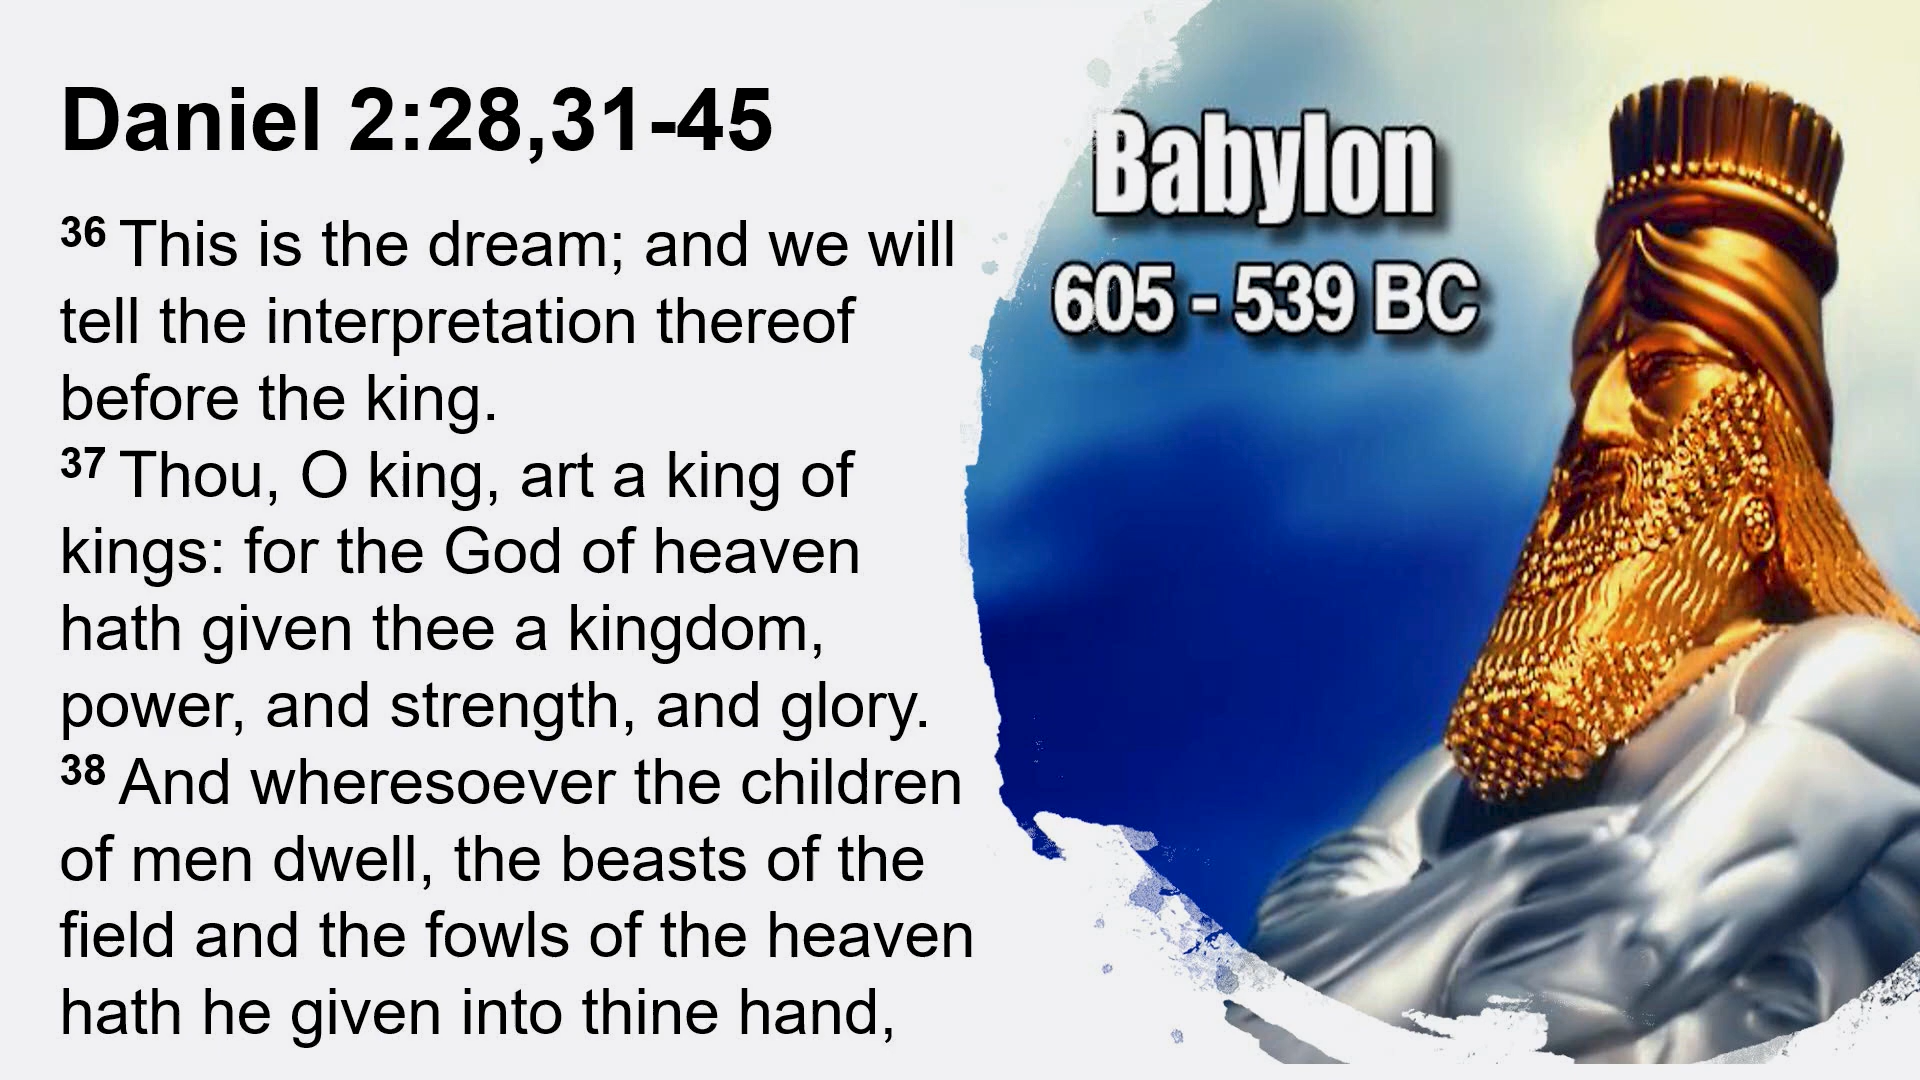 Daniel 2:28,31-45
36 This is the dream; and we will
tell the interpretation thereof
before the king.
37 Thou, O king, art a king of
kings: for the God of heaven
hath given thee a kingdom,
power, and strength, and glory.
38 And wheresoever the children
of men dwell, the beasts of the
field and the fowls of the heaven
hath he given into thine hand,
Babylon
605 - 539 BC